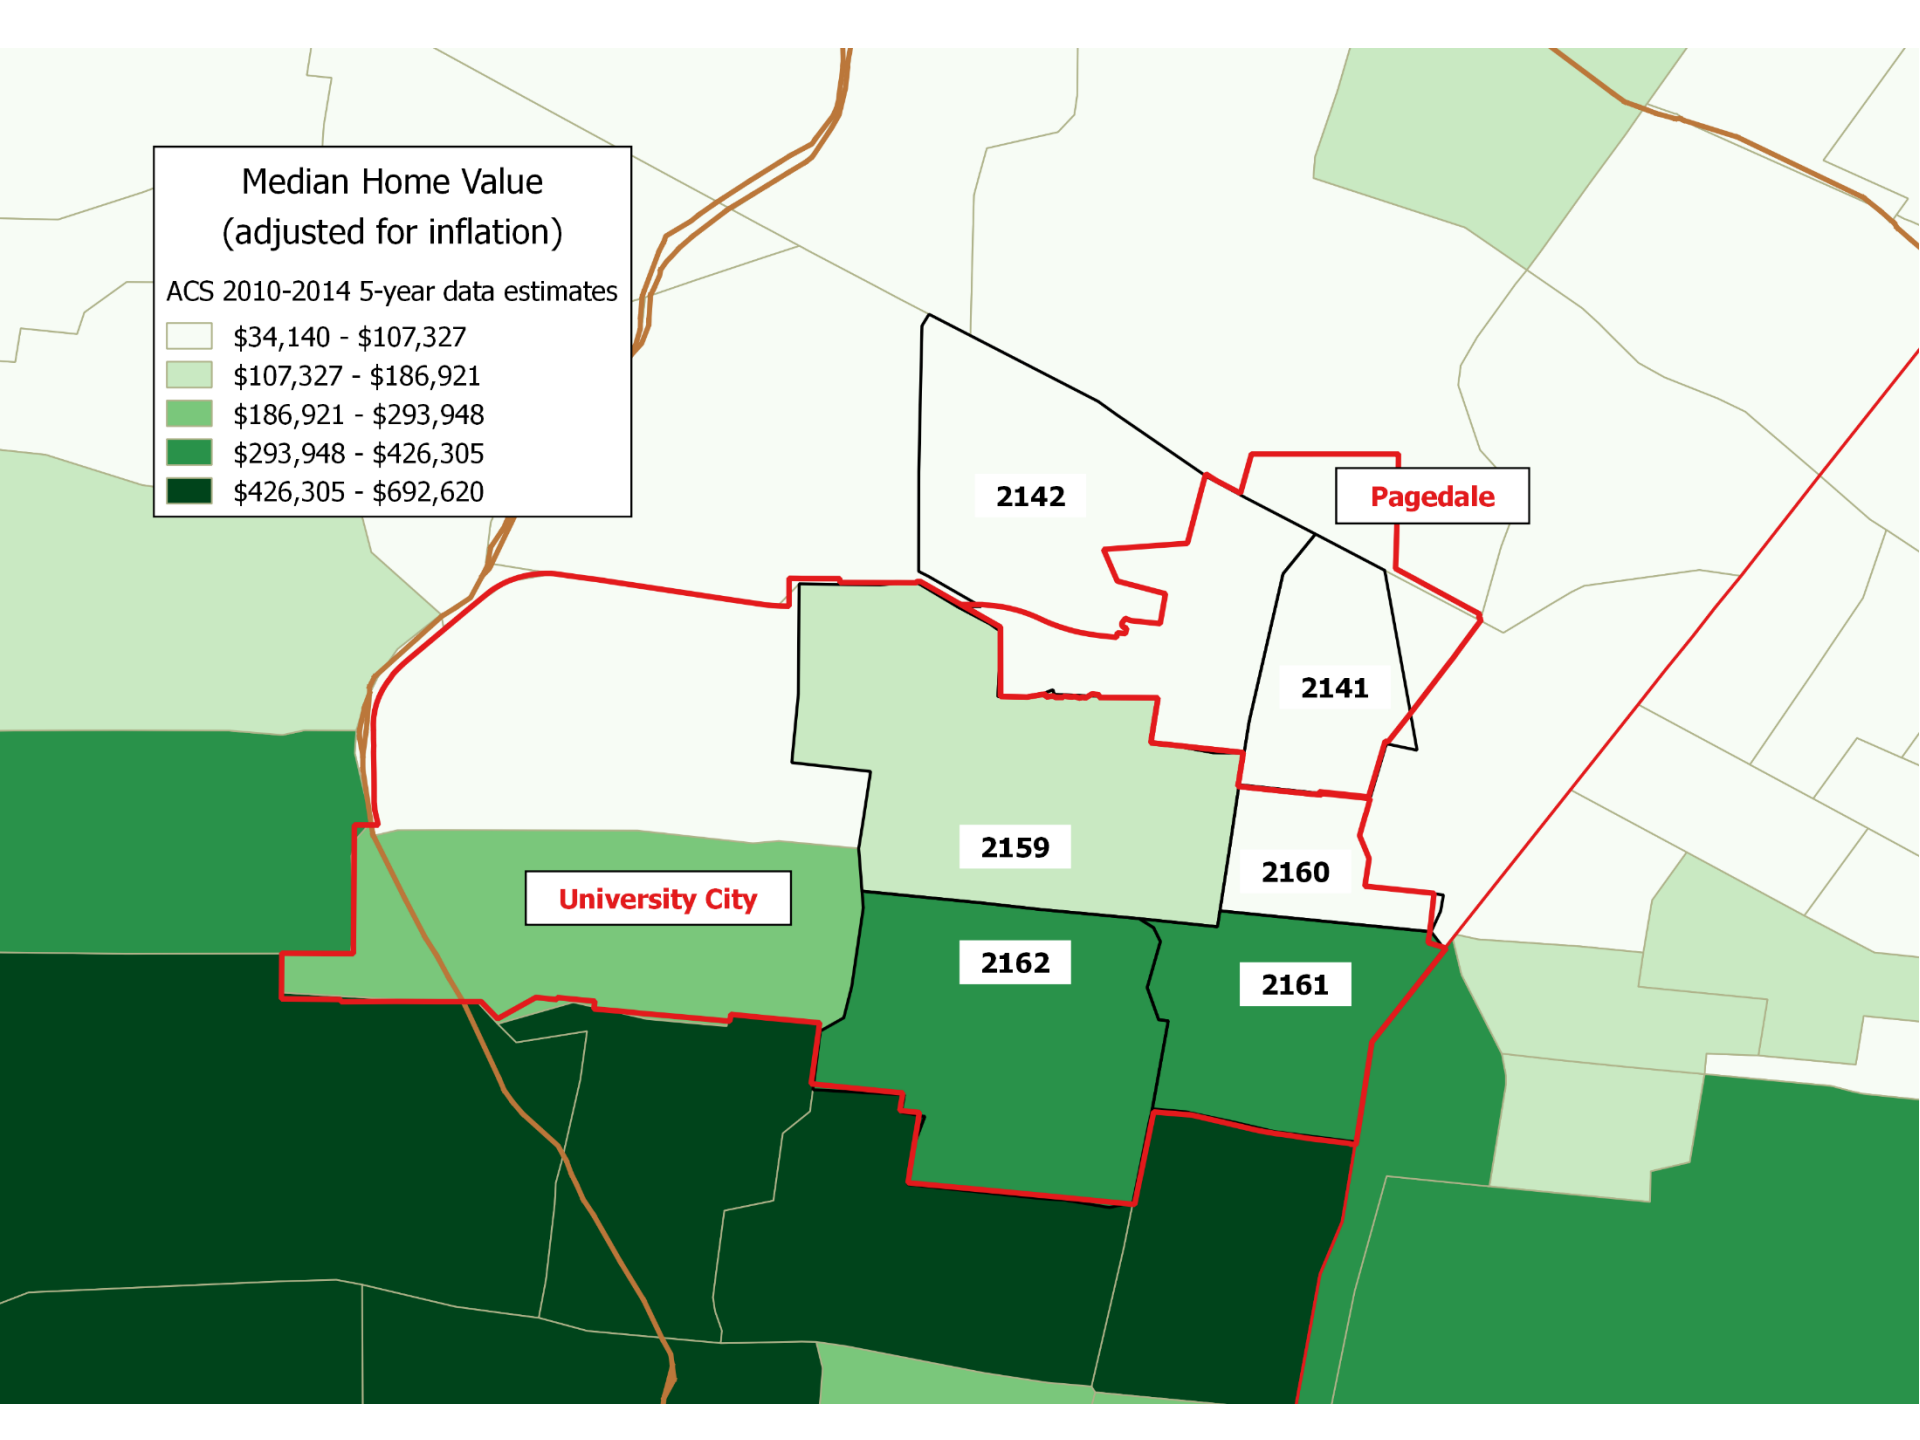 Median Home Value
(adjusted for inflation)
ACS 2010-2014 5-year data estimates
$34,140 - $107,327
$107,327 - $186,921
$186,921 - $293,948
$293,948 - $426,305
$426,305 - $692,620
2142
Pagedale
2141
2159
2160
University City
2162
2161